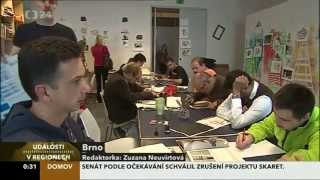 ČT24
UDÁLOSTI
V REGIONECH
Brno
Redaktorka: Zuzana Neuvirtová
0:31 DOMOV SENÁT PODLE OČEKÁVÁNÍ SCHVÁLIL ZRUŠENÍ PROJEKTU SKARET.